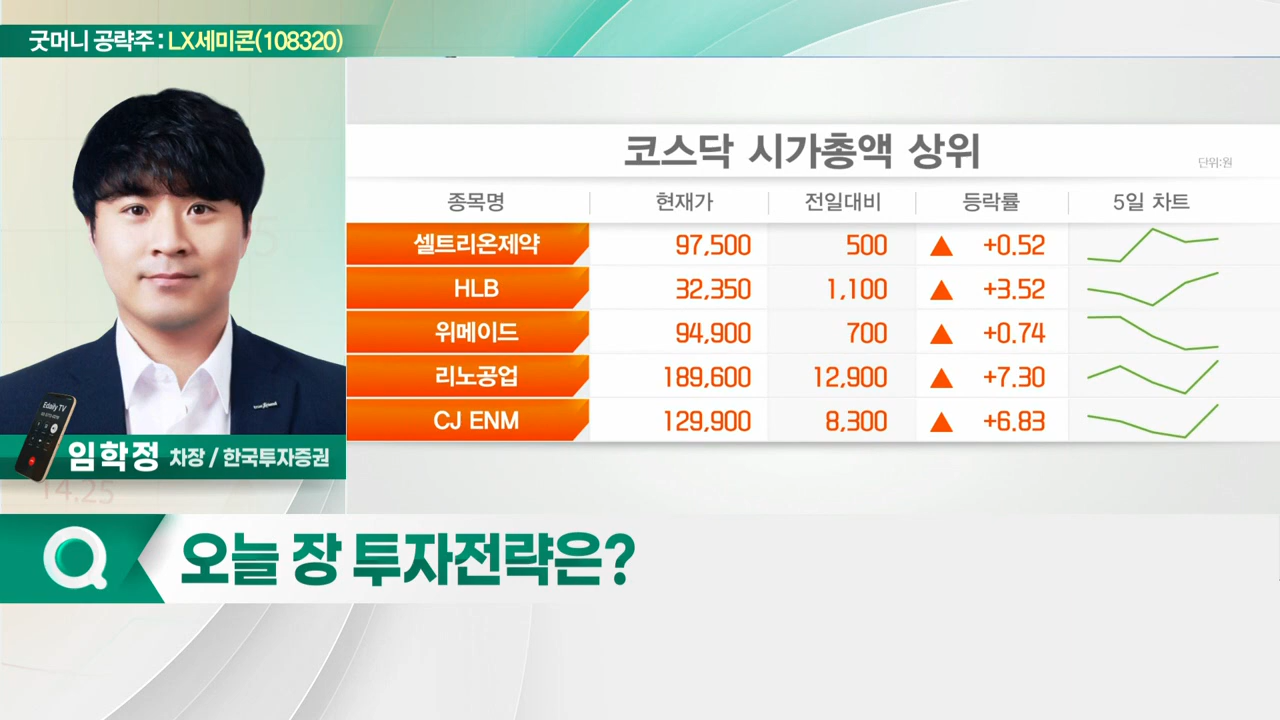 굿머니 공략주 : LX세미콘(108320)
코스닥 시가총액 상위
단위:원
종목명 현재가 전일대비 등락률 5일 차트
셀트리온제약 97,500 500 ▲ +0.52
HLB 32,350 1,100 ▲ +3.52
위메이드 94,900 700 ▲ +0.74
리노공업 189,600 12,900 ▲ +7.30
CJ ENM 129,900 8,300 ▲ +6.83
Edaily TV
임학정 차장 / 한국투자증권
14.25
Q 오늘 장 투자전략은?